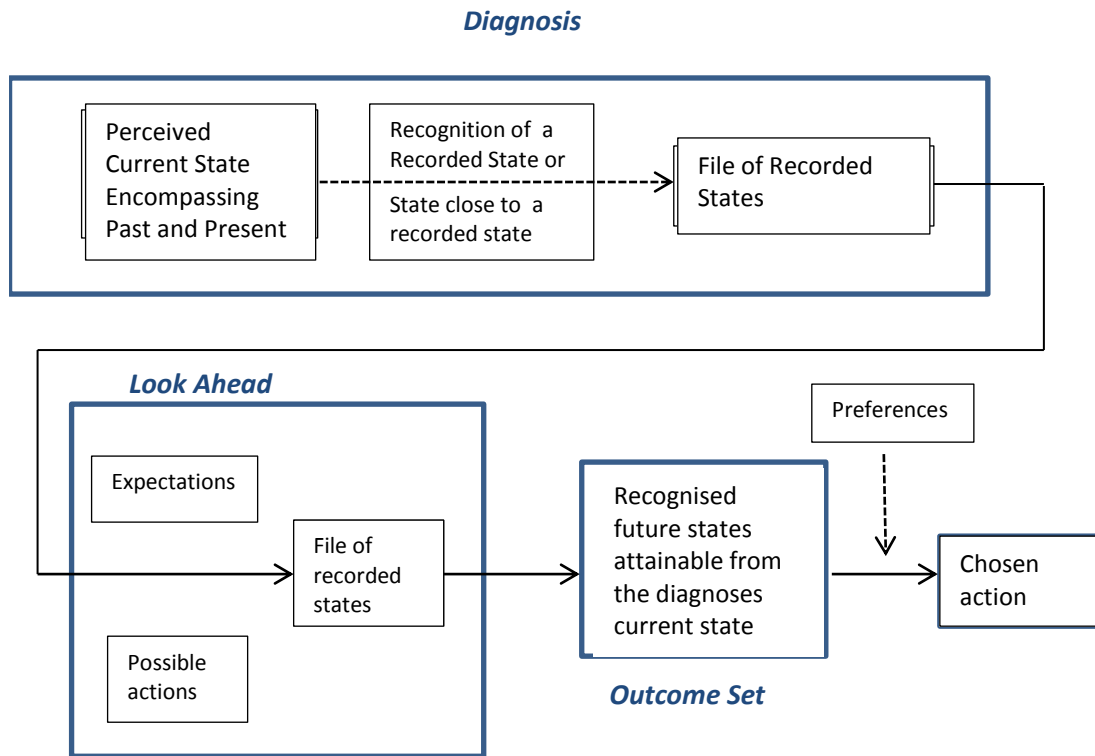 Diagnosis
Perceived
Current State
Encompassing
Past and Present
Recognition of a
Recorded State or
State close to a
recorded state
File of Recorded
States
Look Ahead
Expectations
File of
recorded
states
Possible
actions
Recognised
future states
attainable from
the diagnoses
current state
Outcome Set
Preferences
Chosen
action